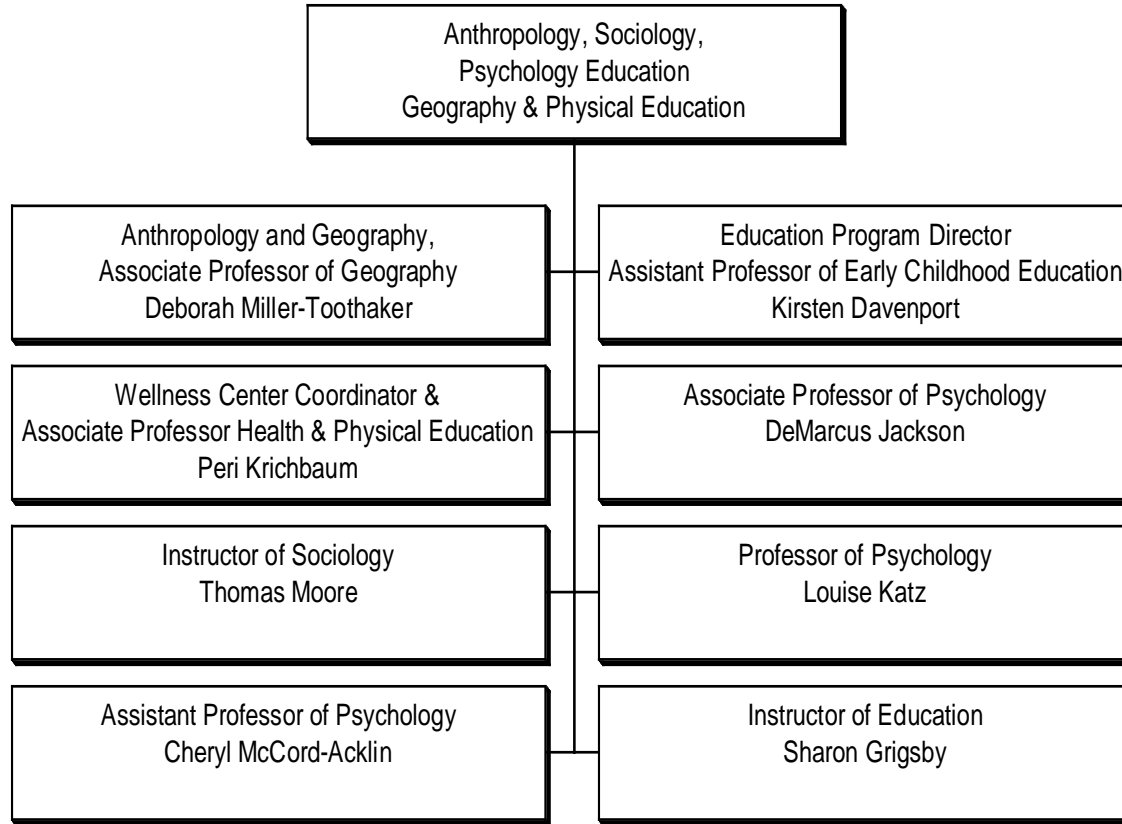 Anthropology, Sociology,
Psychology Education
Geography & Physical Education
Anthropology and Geography,
Associate Professor of Geography
Deborah Miller-Toothaker
Education Program Director
Assistant Professor of Early Childhood Education
Kirsten Davenport
Wellness Center Coordinator &
Associate Professor Health & Physical Education
Peri Krichbaum
Associate Professor of Psychology
DeMarcus Jackson
Instructor of Sociology
Thomas Moore
Professor of Psychology
Louise Katz
Assistant Professor of Psychology
Cheryl McCord-Acklin
Instructor of Education
Sharon Grigsby